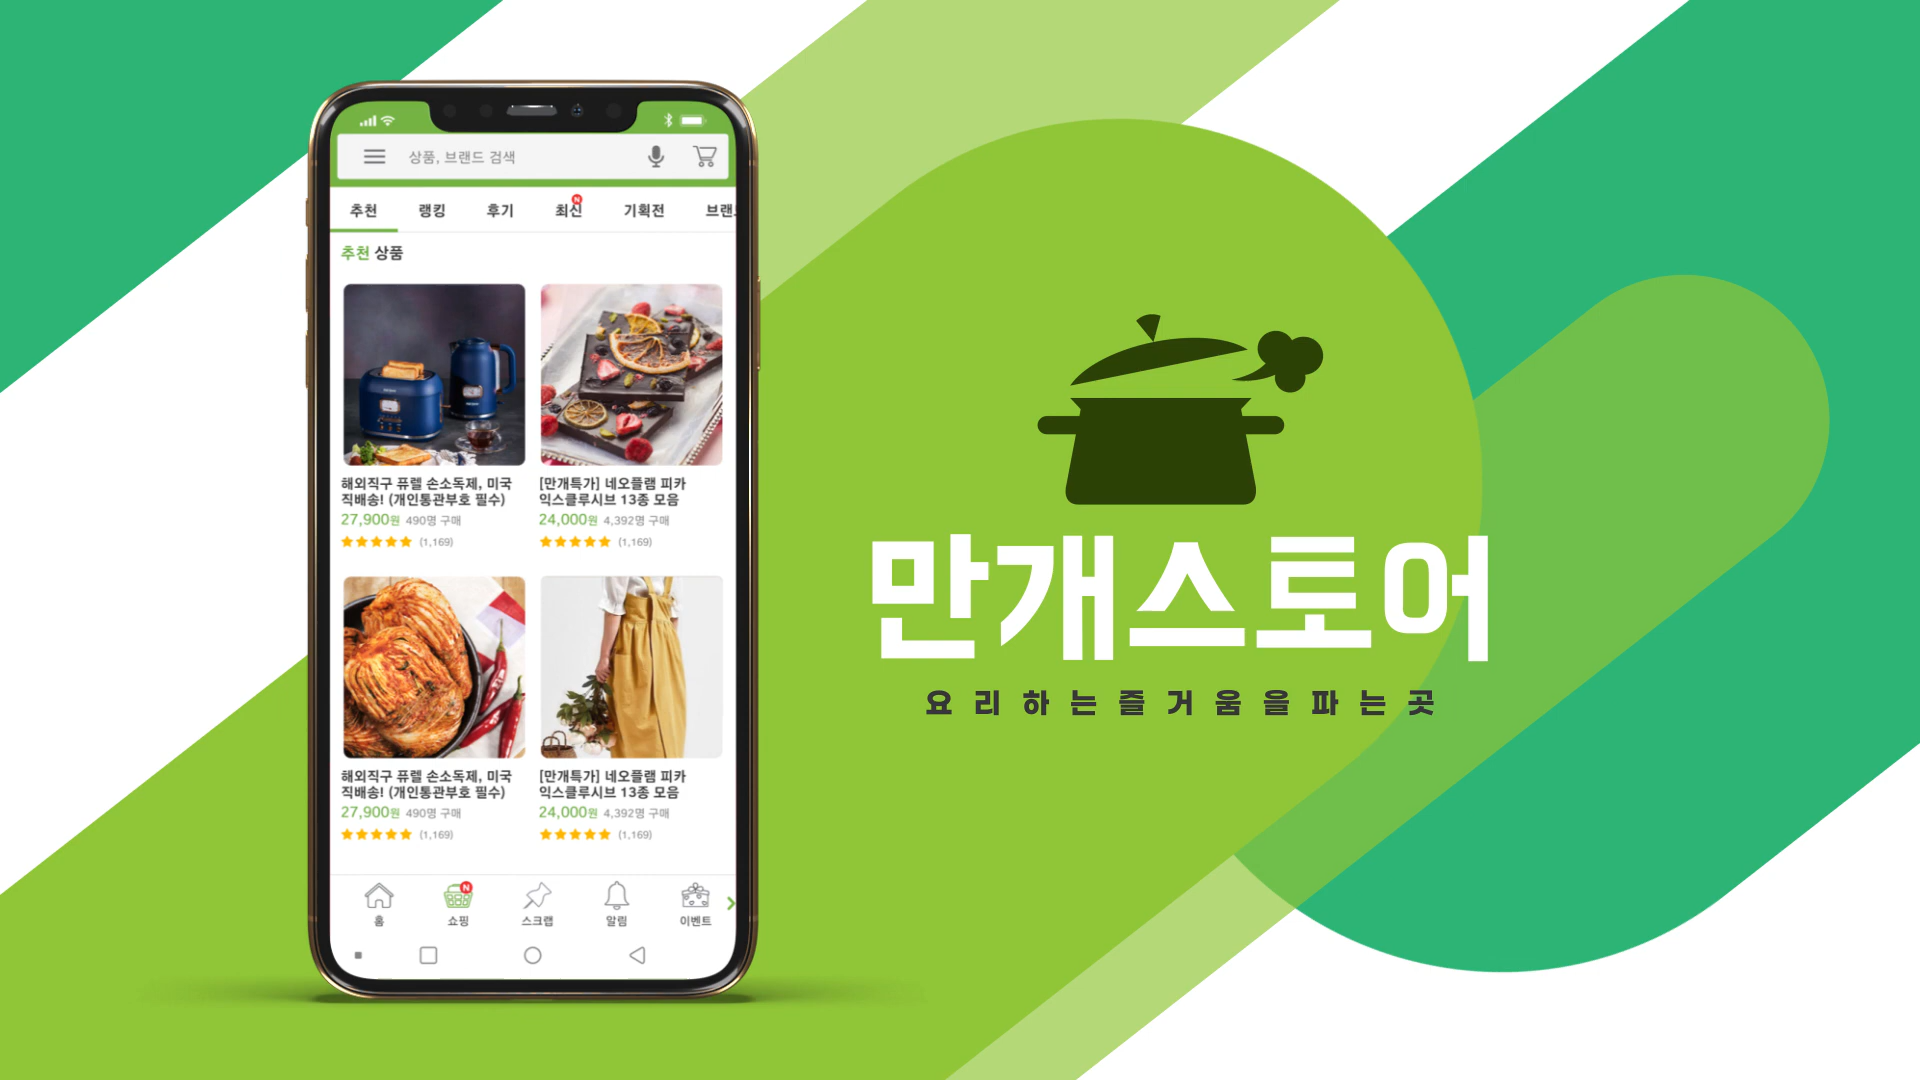 상품, 브랜드 검색
추천 랭킹 후기 최신 기획전 브랜드
추천 상품
해외직구 퓨렐 손소독제, 미국
직배송! (개인통관부호 필수)
27,900원 490명 구매
(1,169)
[만개특가] 네오플램 피카
익스클루시브 13종 모음
24,000원 4,392명 구매
(1,169)
해외직구 퓨렐 손소독제, 미국
직배송! (개인통관부호 필수)
27,900원 490명 구매
(1,169)
[만개특가] 네오플램 피카
익스클루시브 13종 모음
24,000원 4,392명 구매
(1,169)
홈 쇼핑 스크랩 알림 이벤트
만개스토어
요리하는즐거움을파는곳